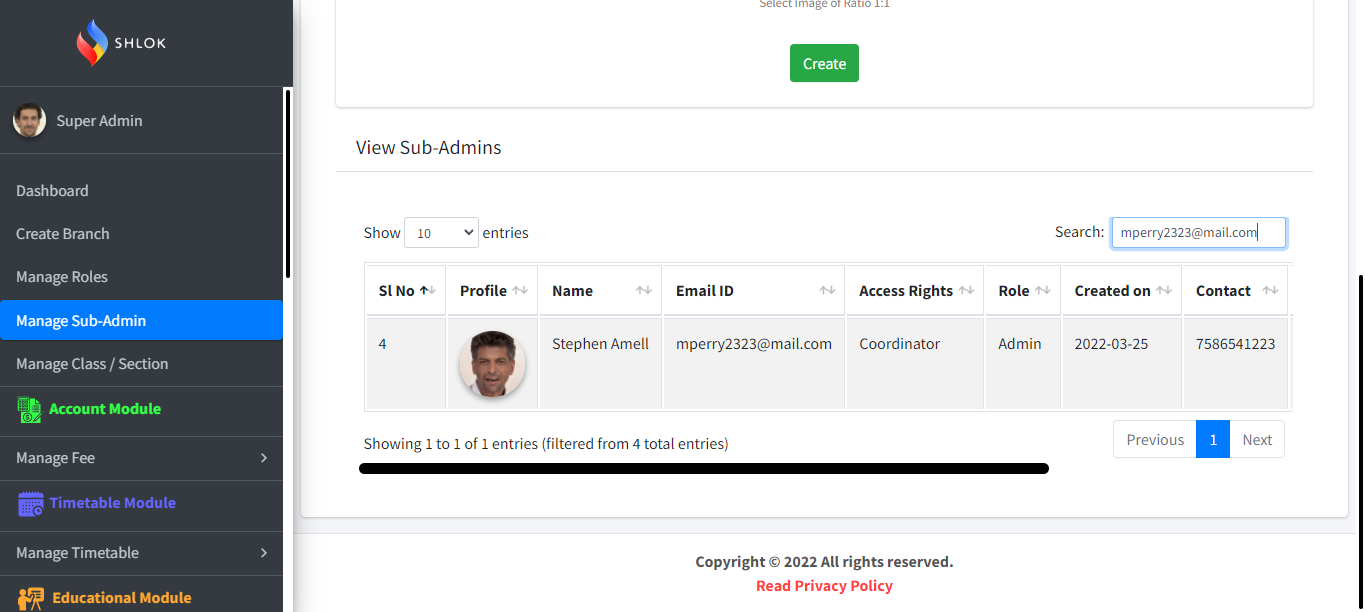 SHLOK
Super Admin
Dashboard
Create Branch
Manage Roles
Manage Sub-Admin
Manage Class / Section
Account Module
Manage Fee
Timetable Module
Manage Timetable
Educational Module
Select Image of Ratio 1:1
Create
View Sub-Admins
Show 10 entries
Search: mperry2323@mail.com
Sl No Profile Name Email ID Access Rights Role Created on Contact
4 Stephen Amell mperry2323@mail.com Coordinator Admin 2022-03-25 7586541223
Showing 1 to 1 of 1 entries (filtered from 4 total entries)
Previous 1 Next
Copyright © 2022 All rights reserved.
Read Privacy Policy